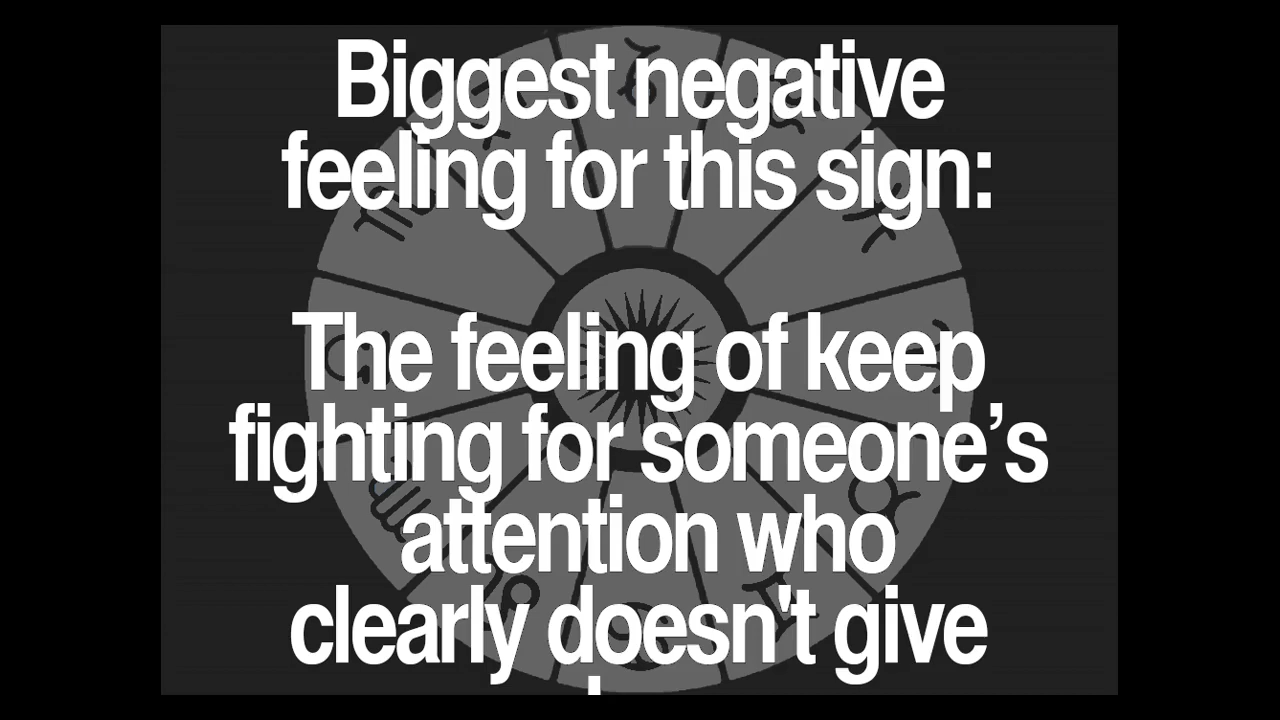 Biggest negative
feeling for this sign:
The feeling of keep
fighting for someone’s
attention who
clearly doesn't give